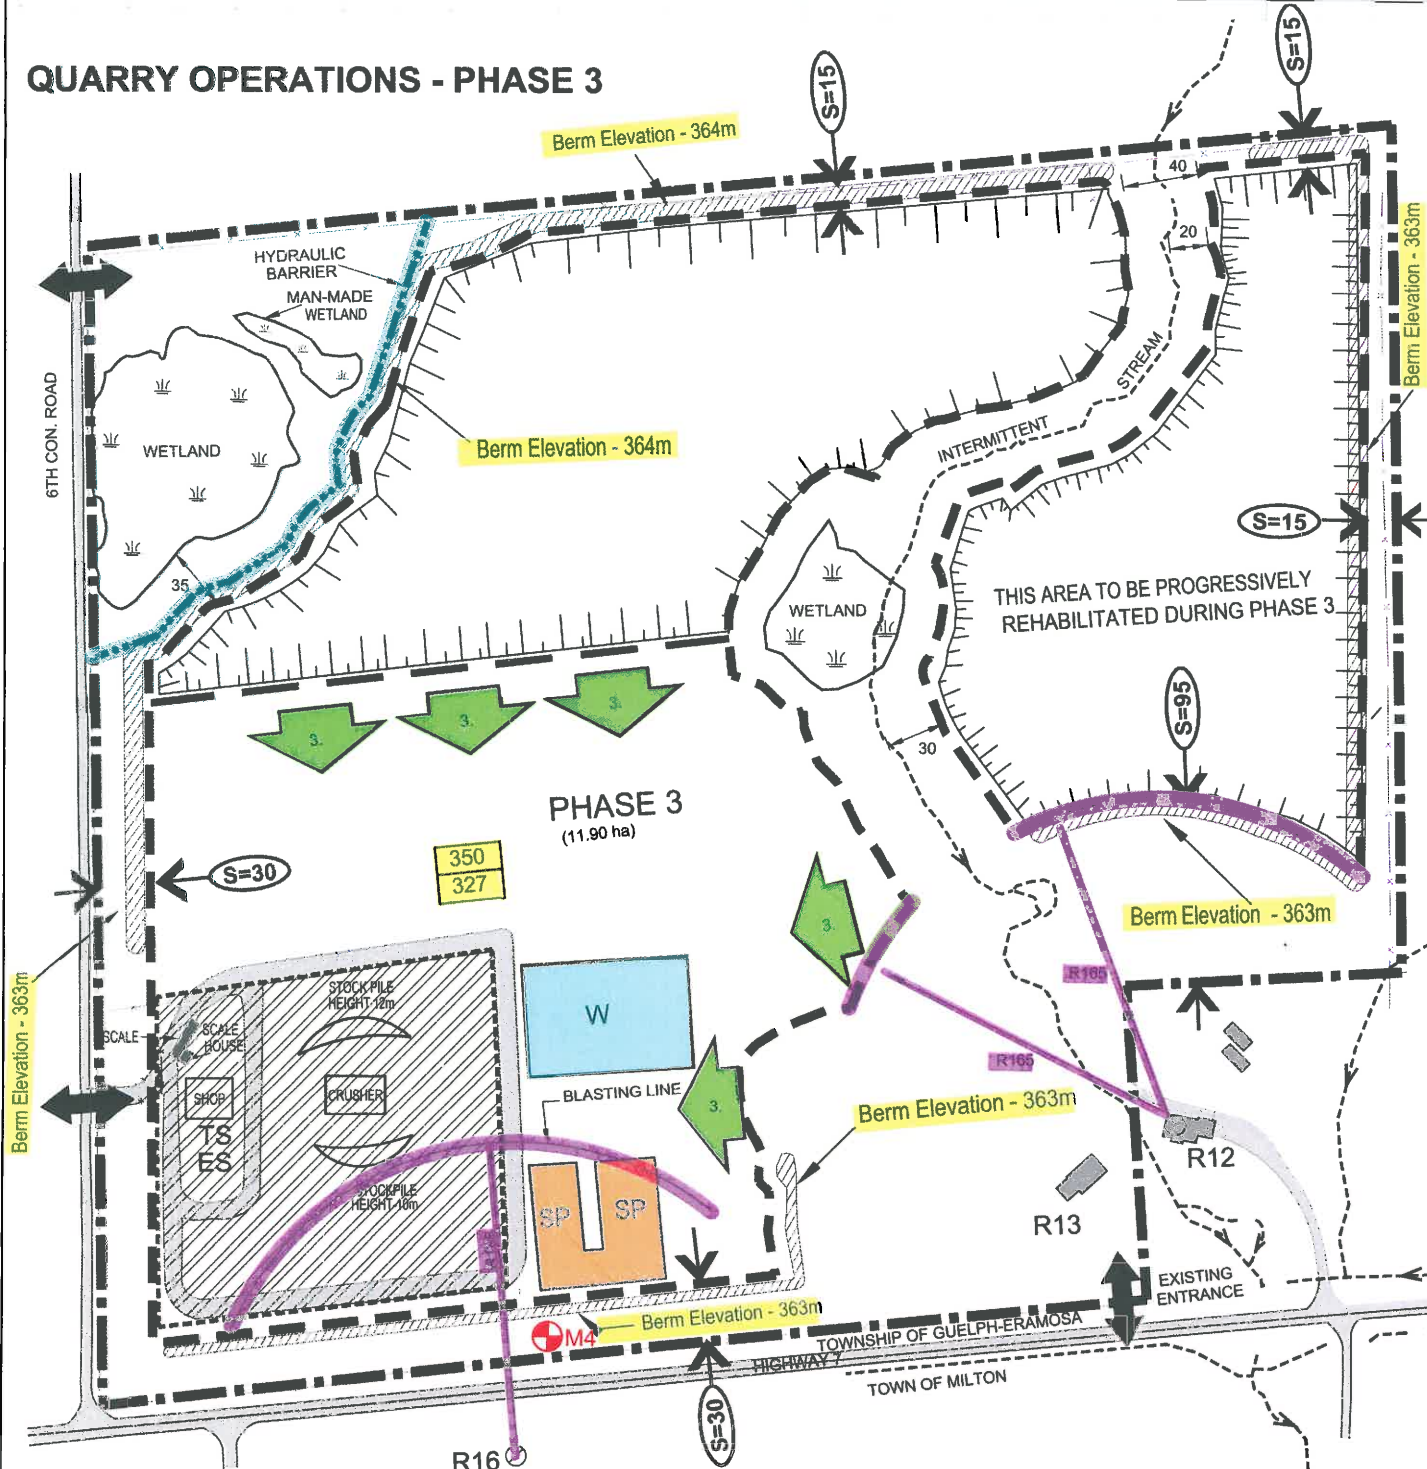 QUARRY OPERATIONS - PHASE 3
S=15
S=15
Berm Elevation - 364m
40
20
HYDRAULIC
BARRIER
MAN-MADE
WETLAND
Berm Elevation - 363m
STREAM
6TH CON. ROAD
WETLAND
Berm Elevation - 364m
INTERMITTENT
S=15
35
WETLAND
THIS AREA TO BE PROGRESSIVELY
REHABILITATED DURING PHASE 3
S=95
3.
3.
3.
30
PHASE 3
(11.90 ha)
350
327
S=30
Berm Elevation - 363m
3.
R165
Berm Elevation - 363m
STOCK PILE
HEIGHT 12m
W
SCALE
SCALE
HOUSE
R165
SHOP
CRUSHER
BLASTING LINE
3.
Berm Elevation - 363m
TS
ES
STOCKPILE
HEIGHT-10m
SP
SP
R12
R13
EXISTING
ENTRANCE
Berm Elevation - 363m
M4
TOWNSHIP OF GUELPH-ERAMOSA
HIGHWAY 7
TOWN OF MILTON
S=30
R16